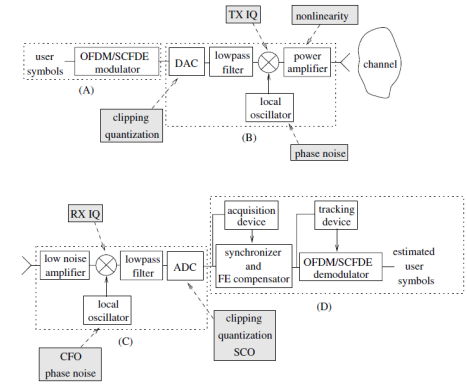 TX IQ
nonlinearity
user
symbols
OFDM/SCFDE
modulator
DAC
lowpass
filter
power
amplifier
channel
(A)
clipping
quantization
local
oscillator
(B)
phase noise
RX IQ
acquisition
device
tracking
device
low noise
amplifier
lowpass
filter
ADC
synchronizer
and
FE compensator
OFDM/SCFDE
demodulator
estimated
user
symbols
local
oscillator
(C)
(D)
clipping
quantization
SCO
CFO
phase noise